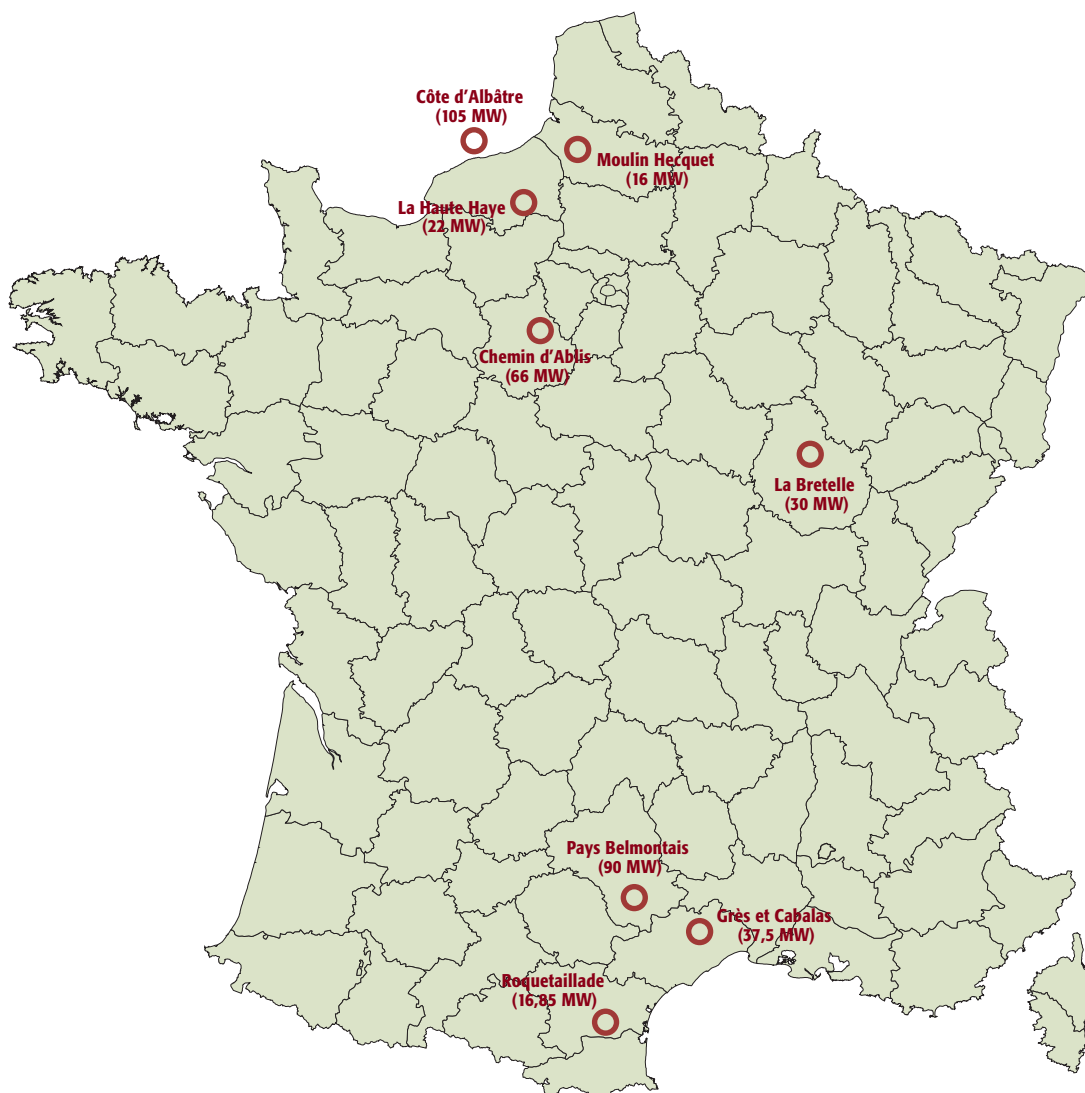 Côte d'Albâtre
(105 MW)
Moulin Hecquet
(16 MW)
La Haute Haye
(22 MW)
Chemin d'Ablis
(66 MW)
La Bretelle
(30 MW)
Pays Belmontais
(90 MW)
Grès et Cabalas
(37,5 MW)
Roquetaillade
(16,85 MW)